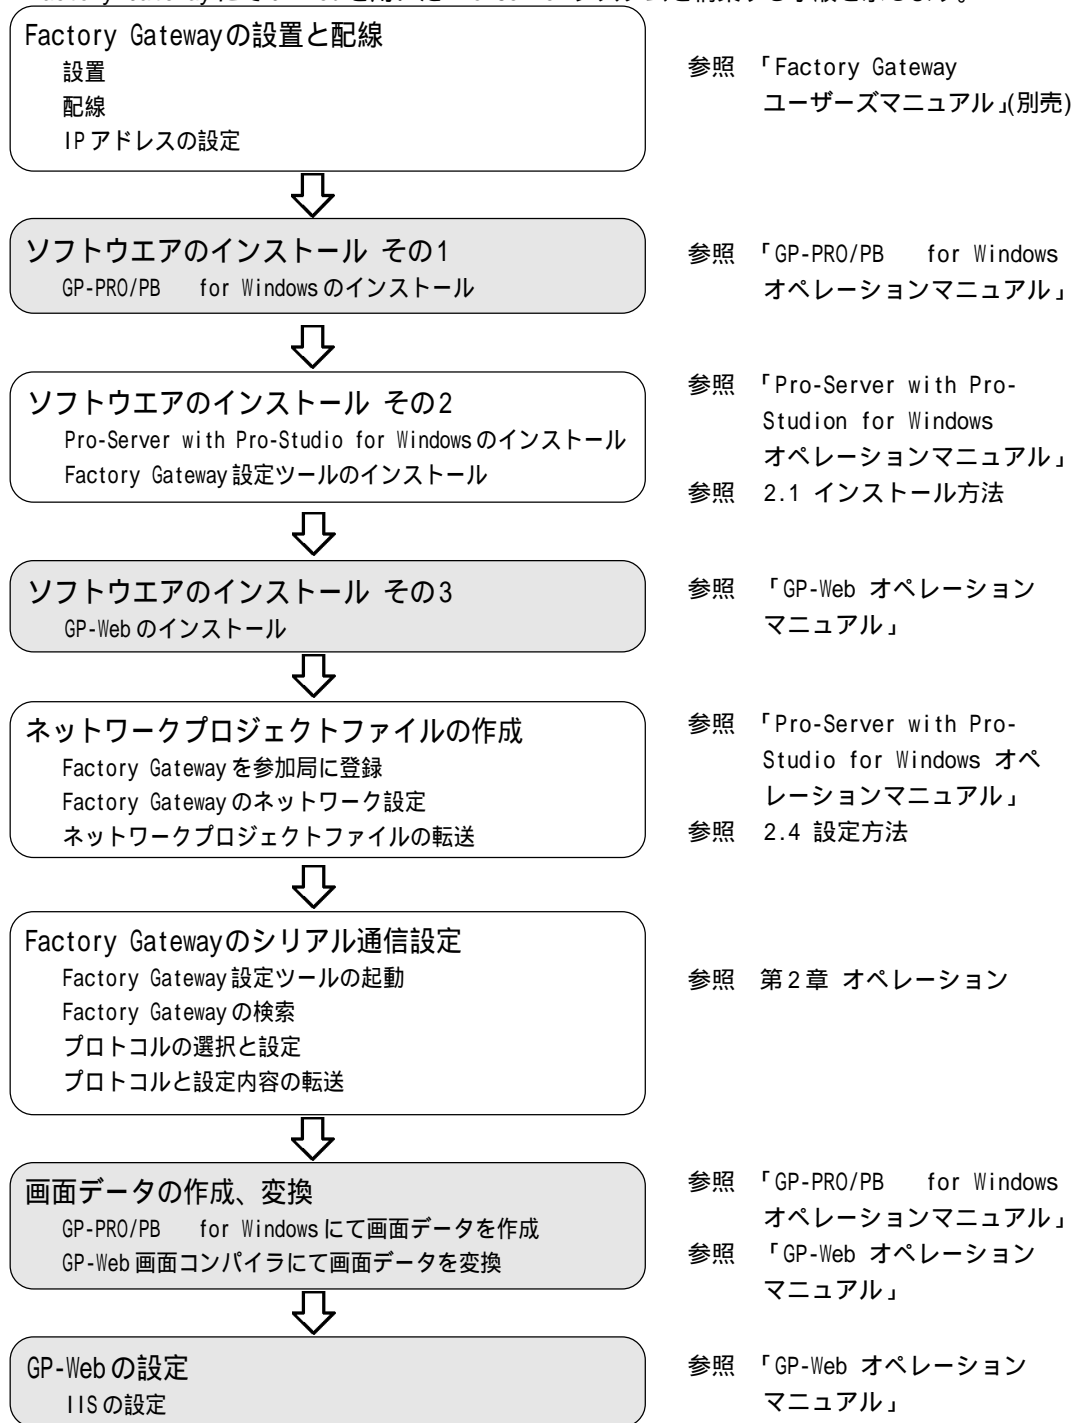 Factory Gatewayの設置と配線
設置
配線
IPアドレスの設定
参照 「Factory Gateway
ユーザーズマニュアル」(別売)
ソフトウエアのインストール その1
GP-PRO/PB for Windowsのインストール
参照 「GP-PRO/PB for Windows
オペレーションマニュアル」
ソフトウエアのインストール その2
Pro-Server with Pro-Studio for Windowsのインストール
Factory Gateway設定ツールのインストール
参照 「Pro-Server with Pro-
Studion for Windows
オペレーションマニュアル」
参照 2.1 インストール方法
ソフトウエアのインストール その3
GP-Webのインストール
参照 「GP-Web オペレーション
マニュアル」
ネットワークプロジェクトファイルの作成
Factory Gatewayを参加局に登録
Factory Gatewayのネットワーク設定
ネットワークプロジェクトファイルの転送
参照 「Pro-Server with Pro-
Studio for Windows オペ
レーションマニュアル」
参照 2.4 設定方法
Factory Gatewayのシリアル通信設定
Factory Gateway設定ツールの起動
Factory Gatewayの検索
プロトコルの選択と設定
プロトコルと設定内容の転送
参照 第2章 オペレーション
画面データの作成、変換
GP-PRO/PB for Windowsにて画面データを作成
GP-Web画面コンパイラにて画面データを変換
参照 「GP-PRO/PB for Windows
オペレーションマニュアル」
参照 「GP-Web オペレーション
マニュアル」
GP-Webの設定
IISの設定
参照 「GP-Web オペレーション
マニュアル」